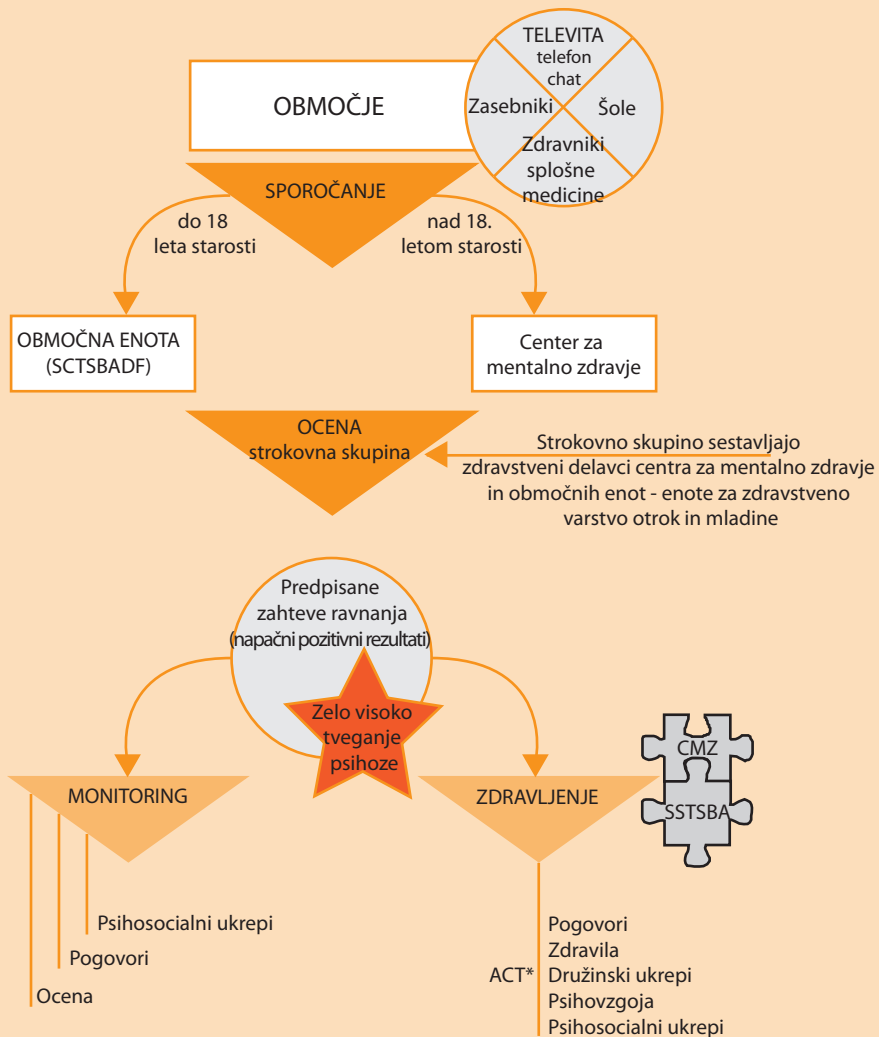 TELEVITA
telefon
chat
OBMOČJE
Zasebniki
Šole
Zdravniki
splošne
medicine
SPOROČANJE
do 18
leta starosti
nad 18.
letom starosti
OBMOČNA ENOTA
(SCTSBADF)
Center za
mentalno zdravje
OCENA
strokovna skupina
Strokovno skupino sestavljajo
zdravstveni delavci centra za mentalno zdravje
in območnih enot - enote za zdravstveno
varstvo otrok in mladine
Predpisane
zahteve ravnanja
(napačni pozitivni rezultati)
Zelo visoko
tveganje
psihoze
MONITORING
ZDRAVLJENJE
CMZ
SSTSBA
Psihosocialni ukrepi
Pogovori
Ocena
Pogovori
Zdravila
ACT* Družinski ukrepi
Psihovzgoja
Psihosocialni ukrepi